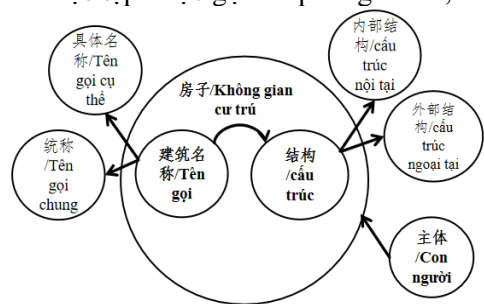 具体名
称/Tên
gọi cụ
thể
内部结
构/cấu
trúc
nội tại
房子/Không gian
cư trú
外部结
构/cấu
trúc
ngoại tại
统称
/Tên
gọi
chung
建筑名
称/Tên
gọi
结构/
cấu
trúc
主体
/Con
người